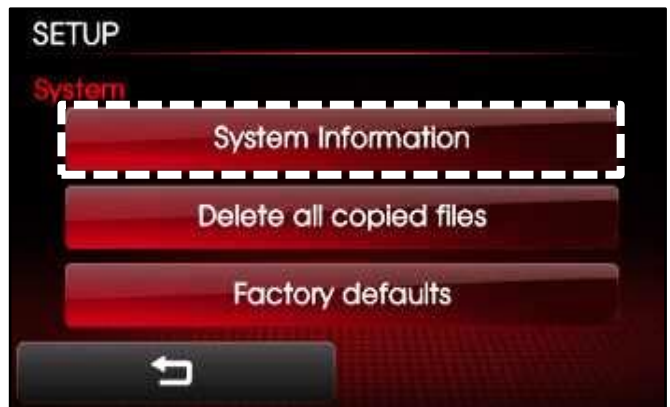 SETUP
System
System Information
Delete all copied files
Factory defaults